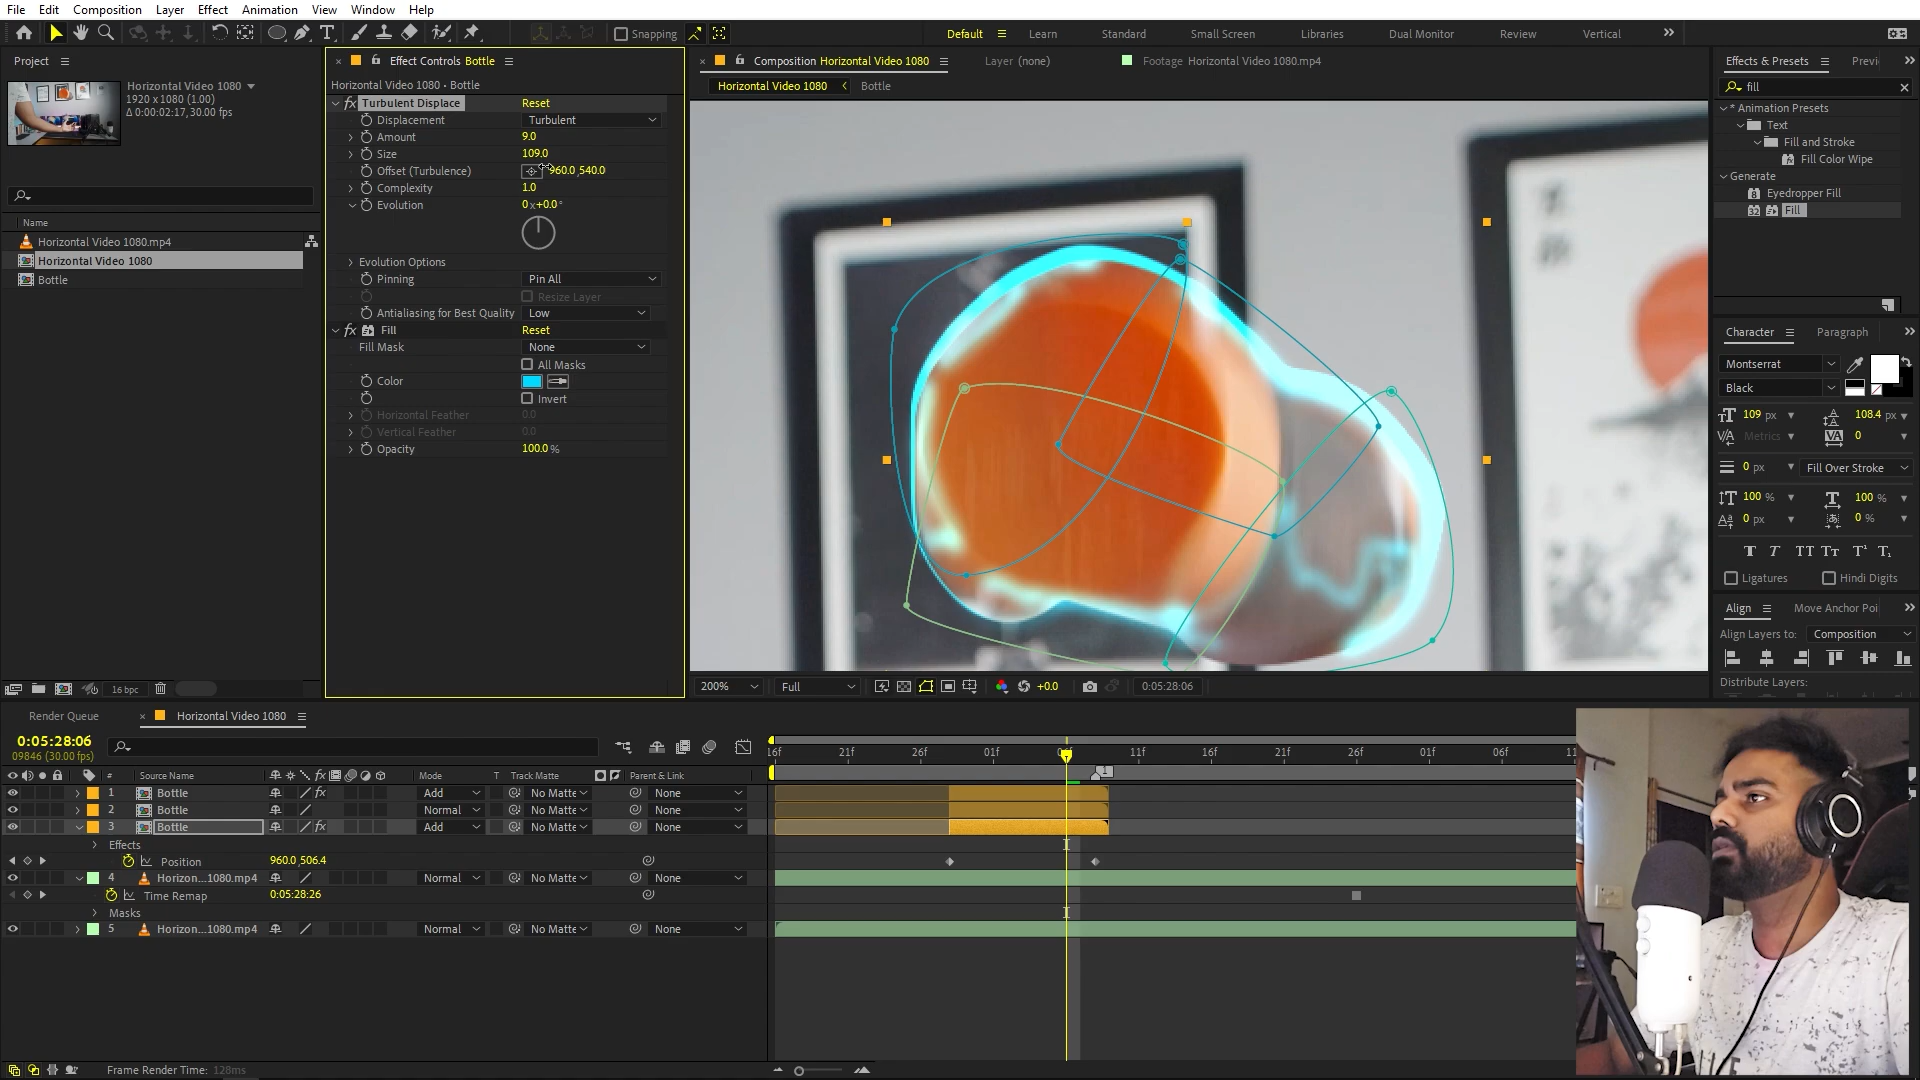 File Edit Composition Layer Effect Animation View Window Help
Snapping
Default Learn Standard Small Screen Libraries Dual Monitor Review Vertical
Project
Horizontal Video 1080
1920 x 1080 (1.00)
Δ 0:00:02:17, 30.00 fps
Name
Horizontal Video 1080.mp4
Horizontal Video 1080
Bottle
16 bpc
Effect Controls Bottle
Horizontal Video 1080 • Bottle
fx Turbulent Displace Reset
Displacement Turbulent
Amount 9.0
Size 109.0
Offset (Turbulence) 960.0,540.0
Complexity 1.0
Evolution 0x+0.0°
Evolution Options
Pinning Pin All
Resize Layer
Antialiasing for Best Quality Low
fx Fill Reset
Fill Mask None
All Masks
Color
Invert
Horizontal Feather 0.0
Vertical Feather 0.0
Opacity 100.0 %
Composition Horizontal Video 1080 Layer (none) Footage Horizontal Video 1080.mp4
Horizontal Video 1080 Bottle
200% Full +0.0 0:05:28:06
Effects & Presets Previ
fill
* Animation Presets
Text
Fill and Stroke
Fill Color Wipe
Generate
Eyedropper Fill
Fill
Character Paragraph
Montserrat
Black
109 px 108.4 px
Metrics 0
0 px Fill Over Stroke
100 % 100 %
0 px 0 %
Ligatures Hindi Digits
Align Move Anchor Poi
Align Layers to: Composition
Distribute Layers:
Render Queue Horizontal Video 1080
0:05:28:06
09846 (30.00 fps)
16f 21f 26f 01f 06f 11f 16f 21f 26f 01f 06f 11
# Source Name Mode T Track Matte Parent & Link
1 Bottle Add No Matte None
2 Bottle Normal No Matte None
3 Bottle Add No Matte None
Effects
Position 960.0,506.4
4 Horizon...1080.mp4 Normal No Matte None
Time Remap 0:05:28:26
Masks
5 Horizon...1080.mp4 Normal No Matte None
Frame Render Time: 128ms